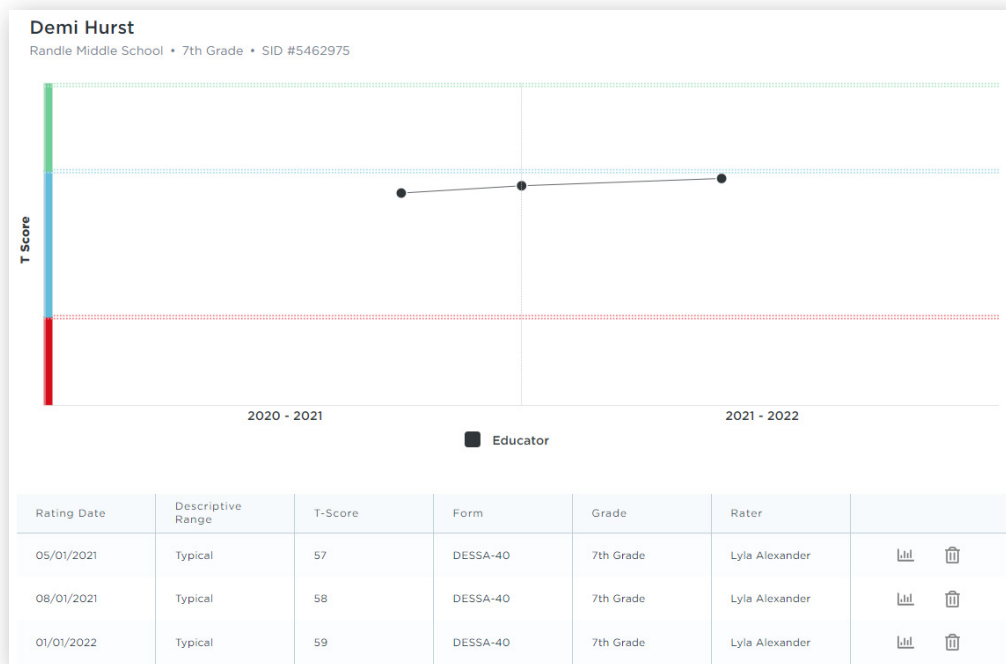 Demi Hurst
Randle Middle School • 7th Grade • SID #5462975
T Score
2020 - 2021 2021 - 2022
Educator
Rating Date Descriptive Range T-Score Form Grade Rater
05/01/2021 Typical 57 DESSA-40 7th Grade Lyla Alexander
08/01/2021 Typical 58 DESSA-40 7th Grade Lyla Alexander
01/01/2022 Typical 59 DESSA-40 7th Grade Lyla Alexander